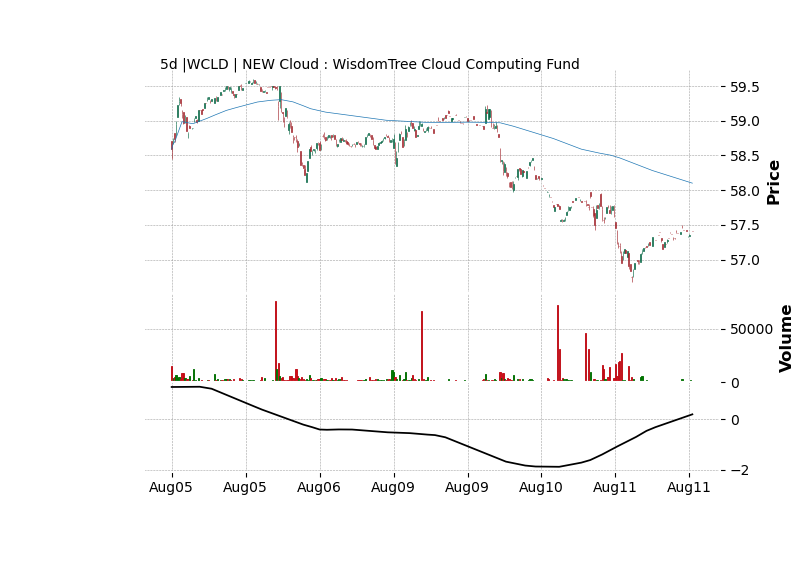 5d |WCLD | NEW Cloud : WisdomTree Cloud Computing Fund
59.5
59.0
58.5
58.0
57.5
57.0
Price
50000
0
Volume
0
−2
Aug05 Aug05 Aug06 Aug09 Aug09 Aug10 Aug11 Aug11